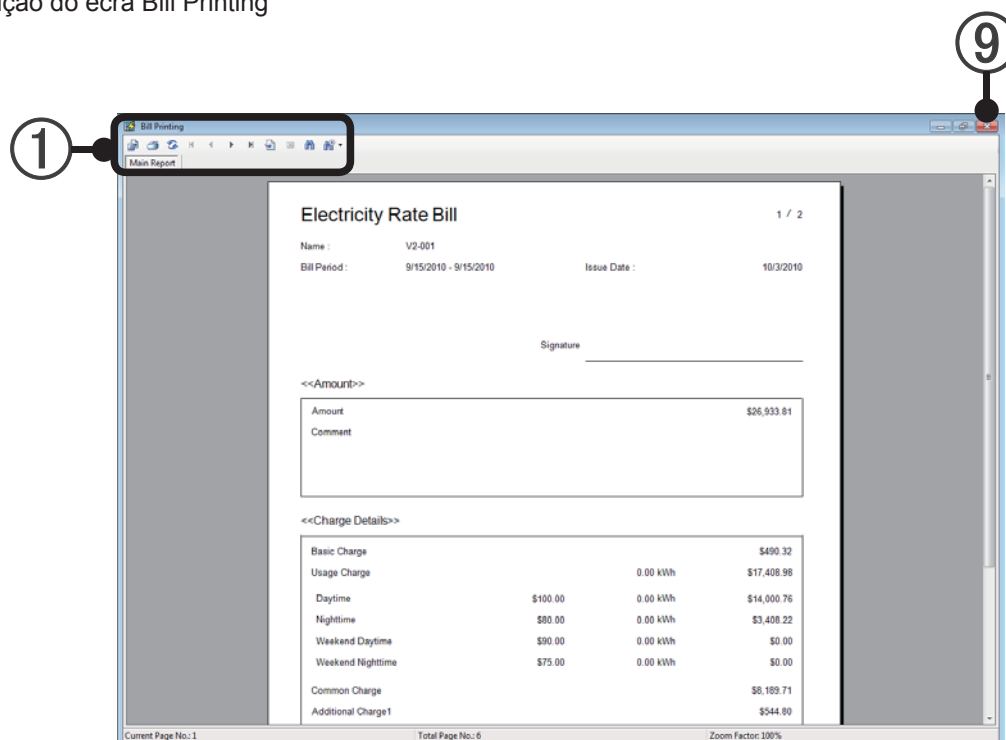 ição do ecrã Bill Printing
9
1
Bill Printing
Main Report
Electricity Rate Bill 1 / 2
Name : V2-001
Bill Period : 9/15/2010 - 9/15/2010 Issue Date : 10/3/2010
Signature
<<Amount>>
Amount $26,933.81
Comment
<<Charge Details>>
Basic Charge $490.32
Usage Charge 0.00 kWh $17,408.98
Daytime $100.00 0.00 kWh $14,000.76
Nighttime $80.00 0.00 kWh $3,408.22
Weekend Daytime $90.00 0.00 kWh $0.00
Weekend Nighttime $75.00 0.00 kWh $0.00
Common Charge $8,189.71
Additional Charge1 $544.80
Current Page No.: 1 Total Page No.: 6 Zoom Factor: 100%